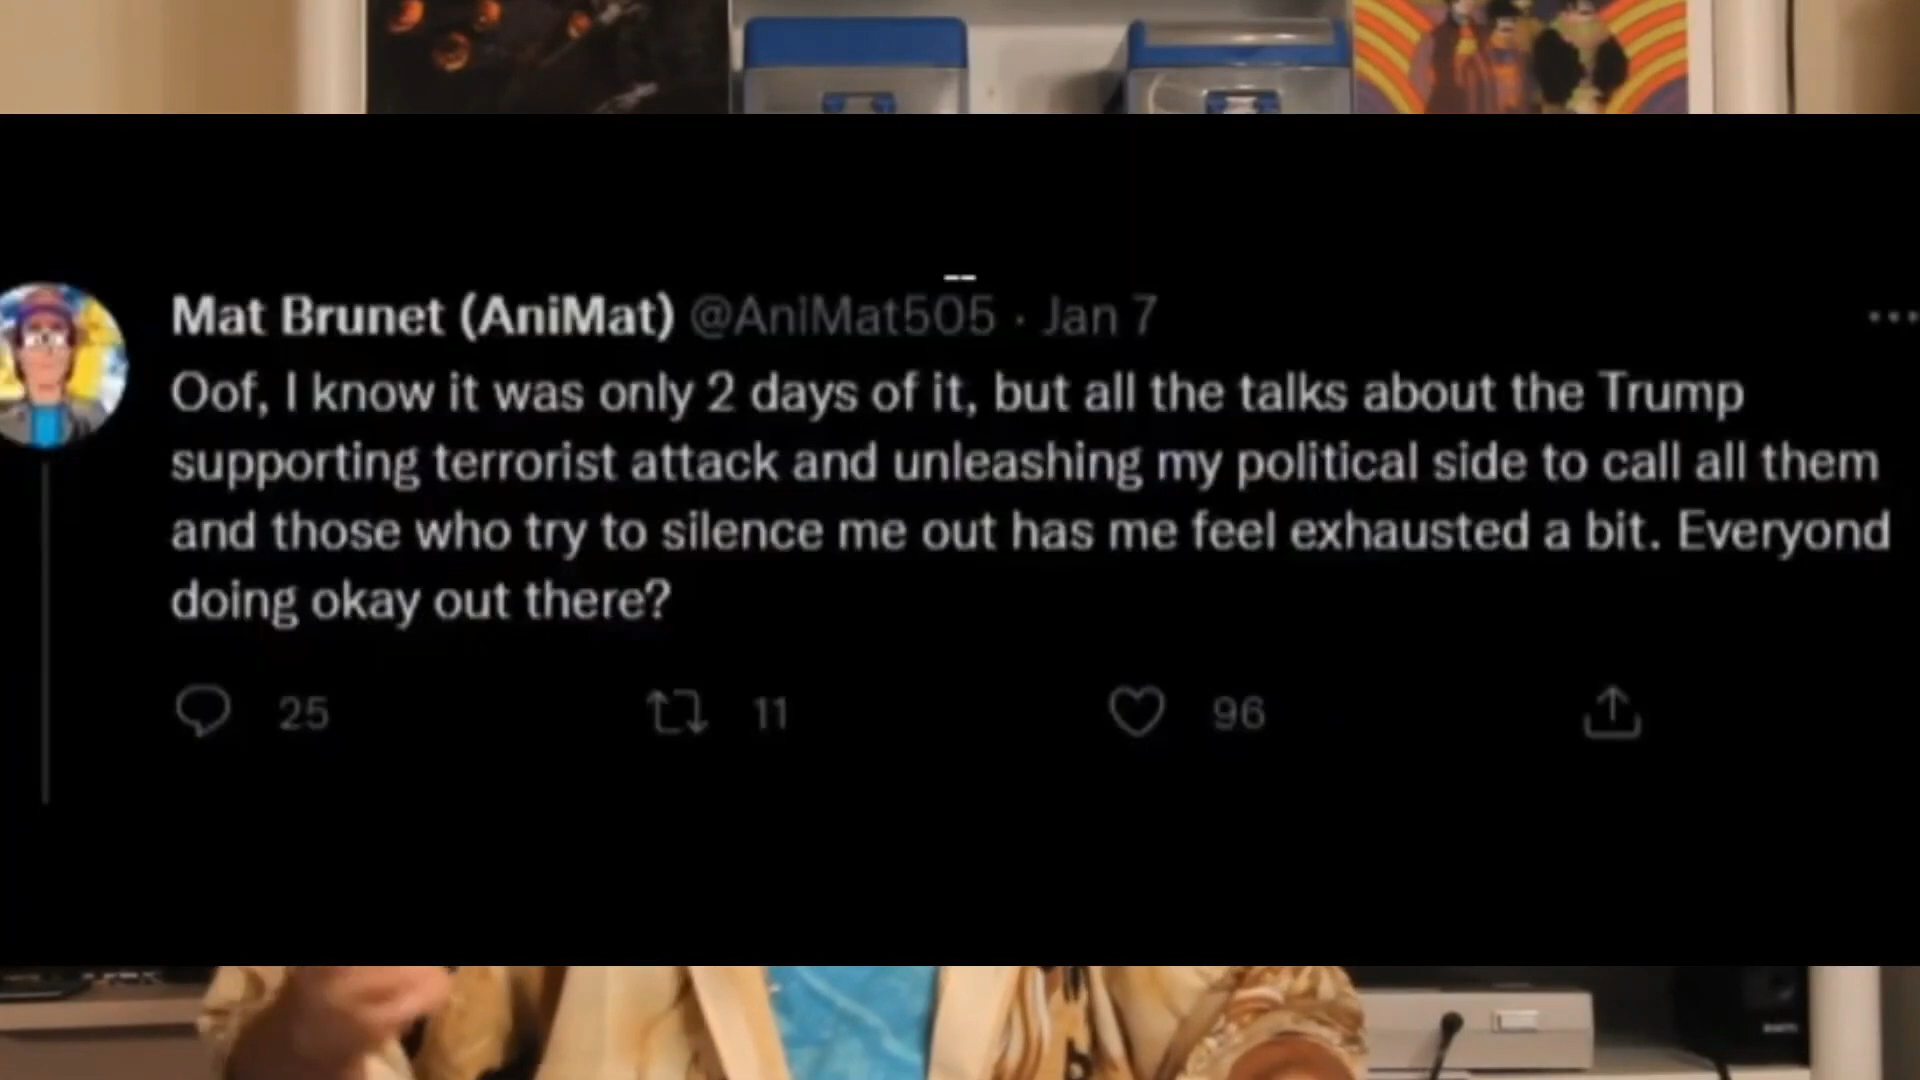 Mat Brunet (AniMat) @AniMat505 · Jan 7
Oof, I know it was only 2 days of it, but all the talks about the Trump
supporting terrorist attack and unleashing my political side to call all them
and those who try to silence me out has me feel exhausted a bit. Everyond
doing okay out there?
25 11 96